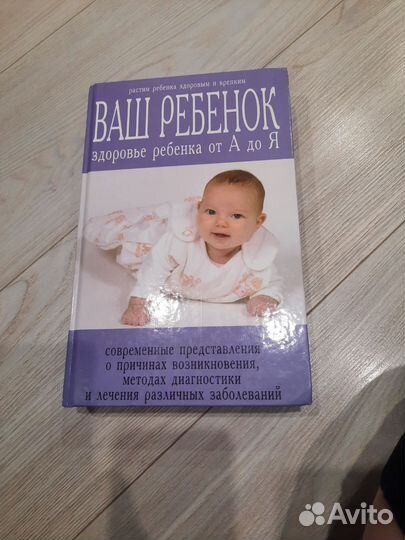 растим ребенка здоровым и крепким
ВАШ РЕБЕНОК
здоровье ребенка от А до Я
современные представления
о причинах возникновения,
методах диагностики
и лечения различных заболеваний
Avito